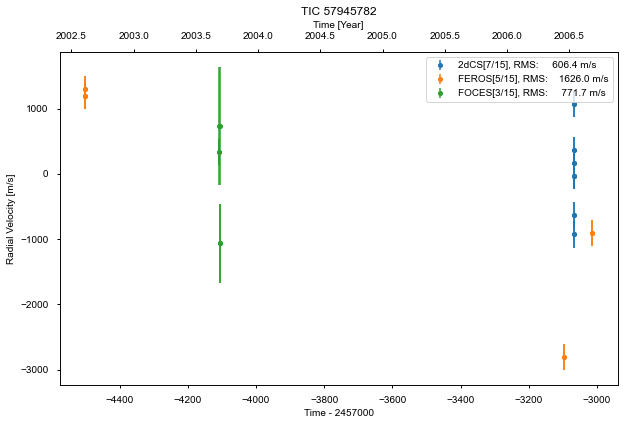 TIC 57945782
Time [Year]
2002.5 2003.0 2003.5 2004.0 2004.5 2005.0 2005.5 2006.0 2006.5
2dCS[7/15], RMS: 606.4 m/s
FEROS[5/15], RMS: 1626.0 m/s
FOCES[3/15], RMS: 771.7 m/s
Radial Velocity [m/s]
1000
0
−1000
−2000
−3000
−4400 −4200 −4000 −3800 −3600 −3400 −3200 −3000
Time - 2457000